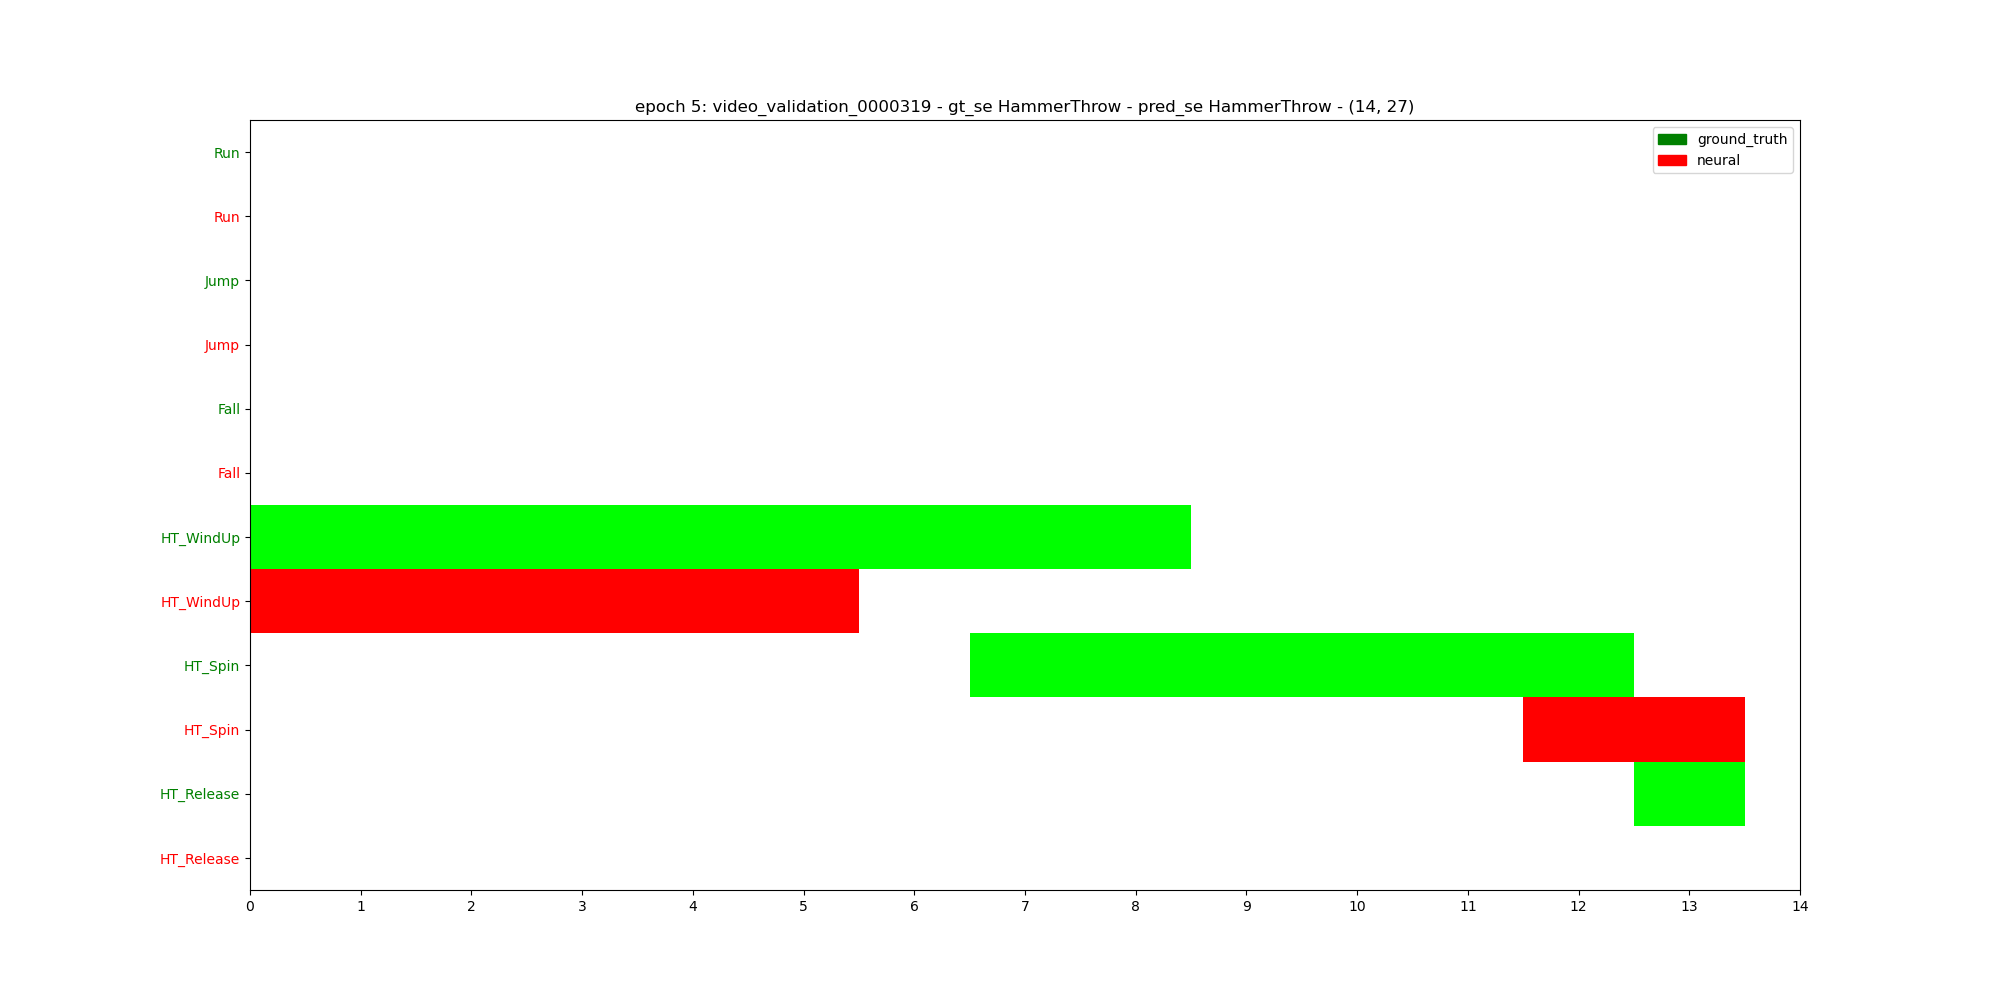 epoch 5: video_validation_0000319 - gt_se HammerThrow - pred_se HammerThrow - (14, 27)
ground_truth
neural
Run
Run
Jump
Jump
Fall
Fall
HT_WindUp
HT_WindUp
HT_Spin
HT_Spin
HT_Release
HT_Release
0 1 2 3 4 5 6 7 8 9 10 11 12 13 14